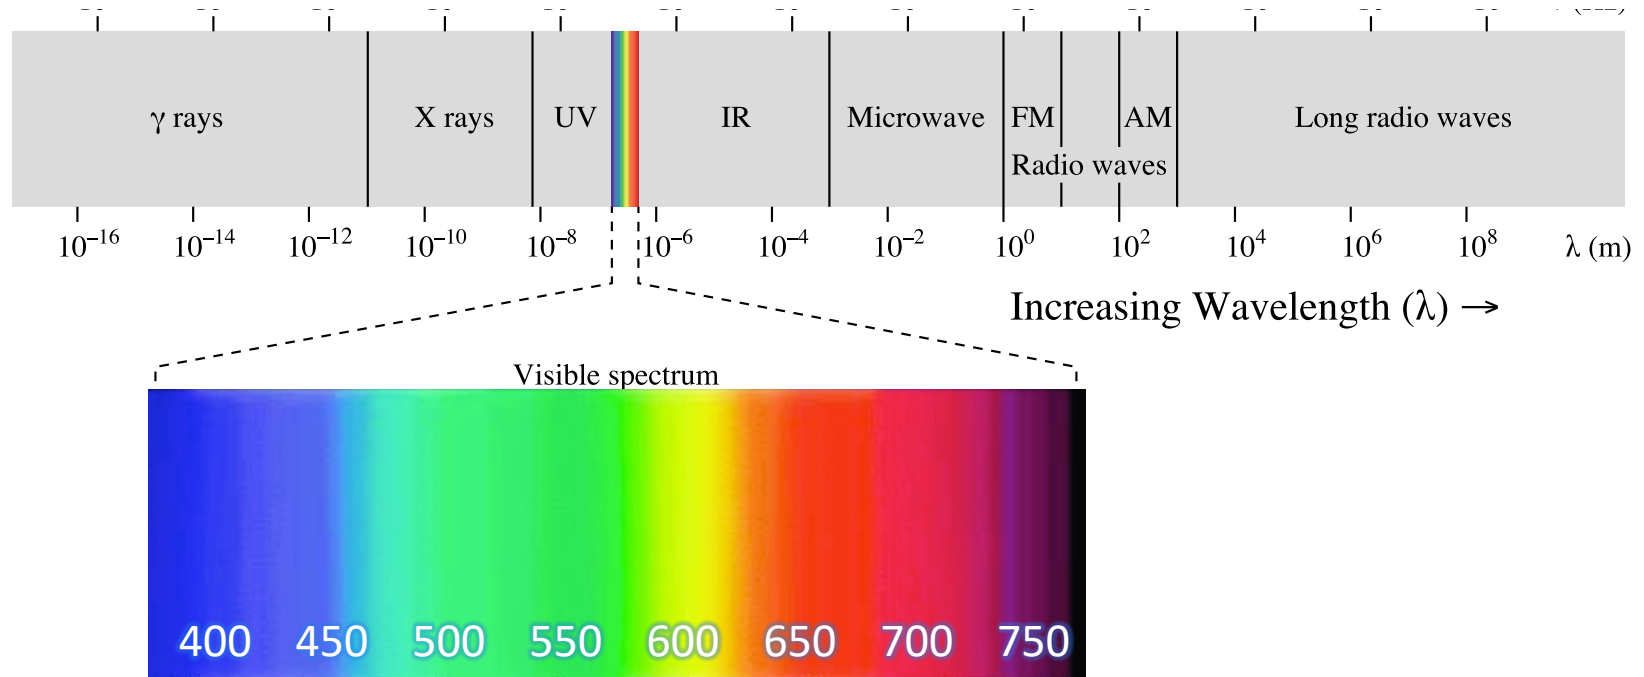 γ rays X rays UV IR Microwave FM AM Long radio waves
Radio waves
10⁻¹⁶ 10⁻¹⁴ 10⁻¹² 10⁻¹⁰ 10⁻⁸ 10⁻⁶ 10⁻⁴ 10⁻² 10⁰ 10² 10⁴ 10⁶ 10⁸ λ (m)
Increasing Wavelength (λ) →
Visible spectrum
400 450 500 550 600 650 700 750